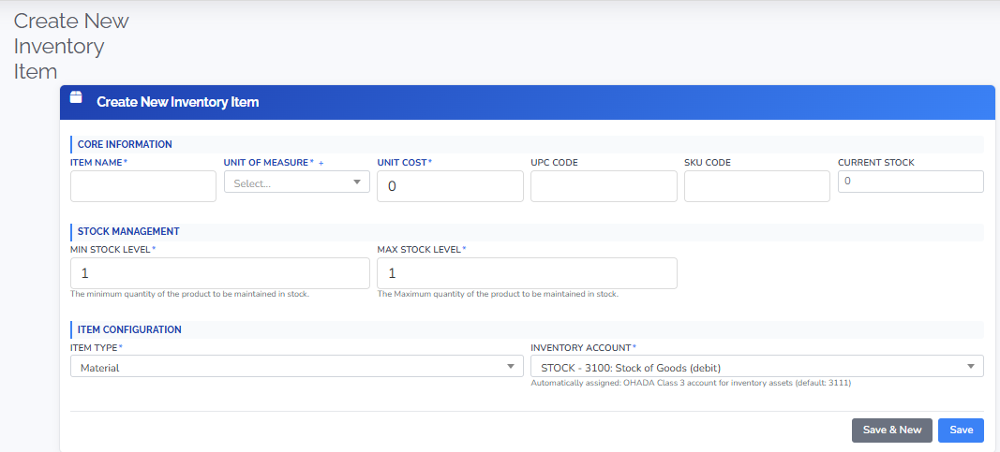 Create New
Inventory
Item
Create New Inventory Item
CORE INFORMATION
ITEM NAME* UNIT OF MEASURE* + UNIT COST* UPC CODE SKU CODE CURRENT STOCK
Select... 0 0
STOCK MANAGEMENT
MIN STOCK LEVEL* MAX STOCK LEVEL*
1 1
The minimum quantity of the product to be maintained in stock. The Maximum quantity of the product to be maintained in stock.
ITEM CONFIGURATION
ITEM TYPE* INVENTORY ACCOUNT*
Material STOCK - 3100: Stock of Goods (debit)
Automatically assigned: OHADA Class 3 account for inventory assets (default: 3111)
Save & New Save